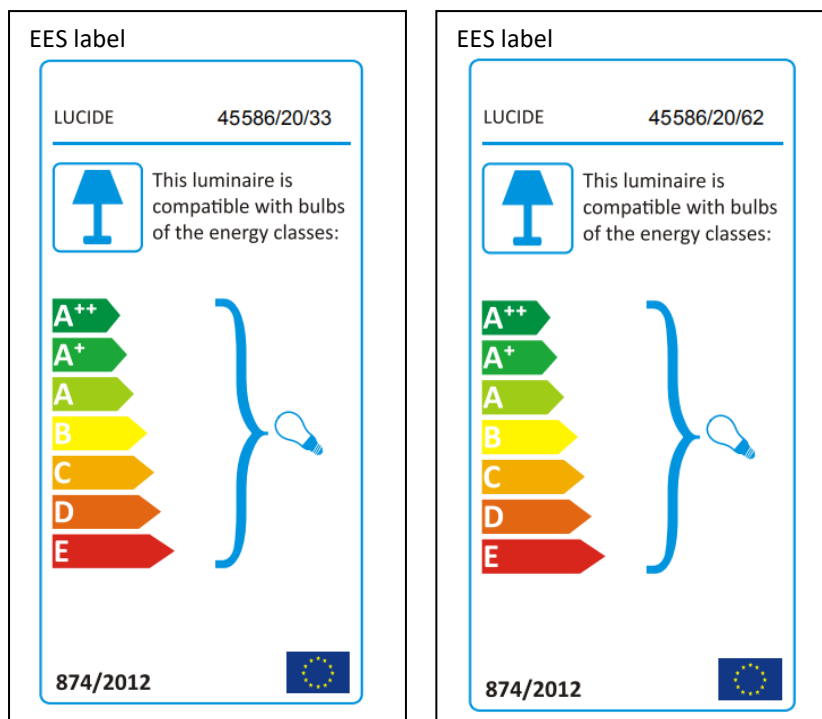 EES label
LUCIDE 45586/20/33
This luminaire is
compatible with bulbs
of the energy classes:
A++
A+
A
B
C
D
E
874/2012
EES label
LUCIDE 45586/20/62
This luminaire is
compatible with bulbs
of the energy classes:
A++
A+
A
B
C
D
E
874/2012